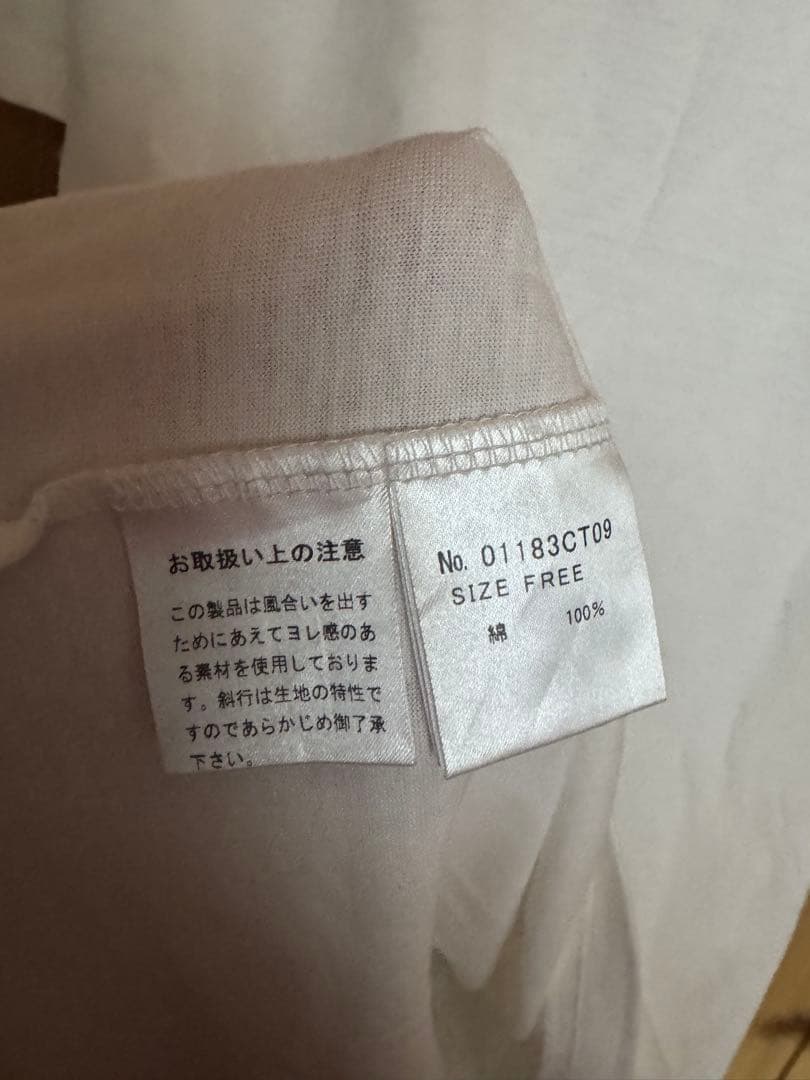 お取扱い上の注意
この製品は風合いを出す
ためにあえてヨレ感のあ
る素材を使用しておりま
す。斜行は生地の特性で
すのであらかじめ御了承
下さい。
No. 01183CT09
SIZE FREE
綿 100%